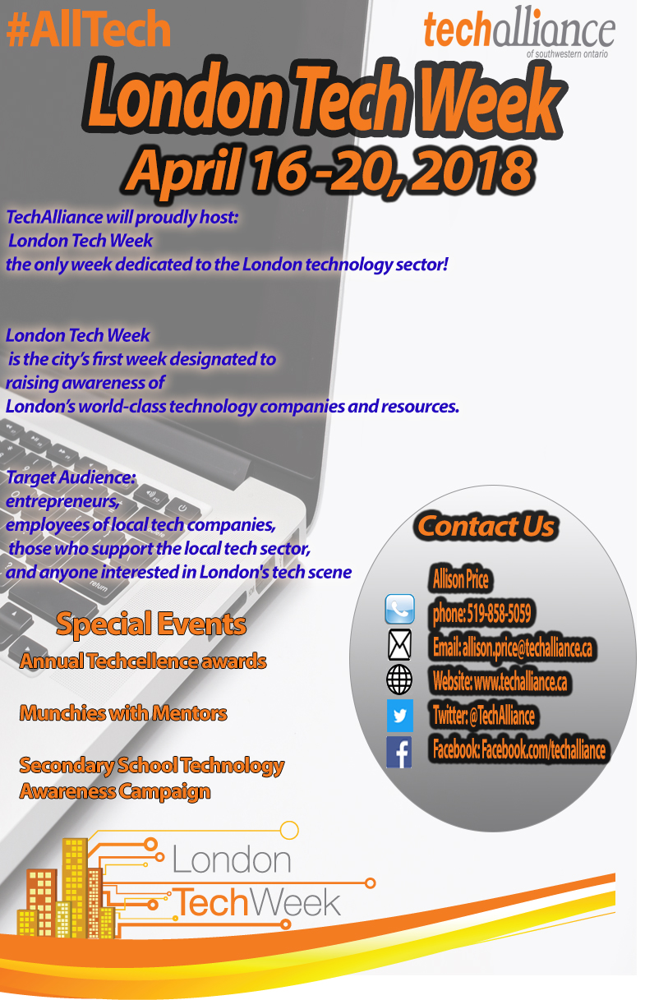 #AllTech
techalliance
of southwestern ontario
London Tech Week
April 16 -20, 2018
TechAlliance will proudly host:
London Tech Week
the only week dedicated to the London technology sector!
London Tech Week
is the city's first week designated to
raising awareness of
London's world-class technology companies and resources.
Target Audience:
entrepreneurs,
employees of local tech companies,
those who support the local tech sector,
and anyone interested in London's tech scene
return
Special Events
Annual Techcellence awards
Munchies with Mentors
Secondary School Technology
Awareness Campaign
Contact Us
Allison Price
phone: 519-858-5059
Email: allison.price@techalliance.ca
Website: www.techalliance.ca
Twitter: @TechAlliance
Facebook: Facebook.com/techalliance
London
TechWeek